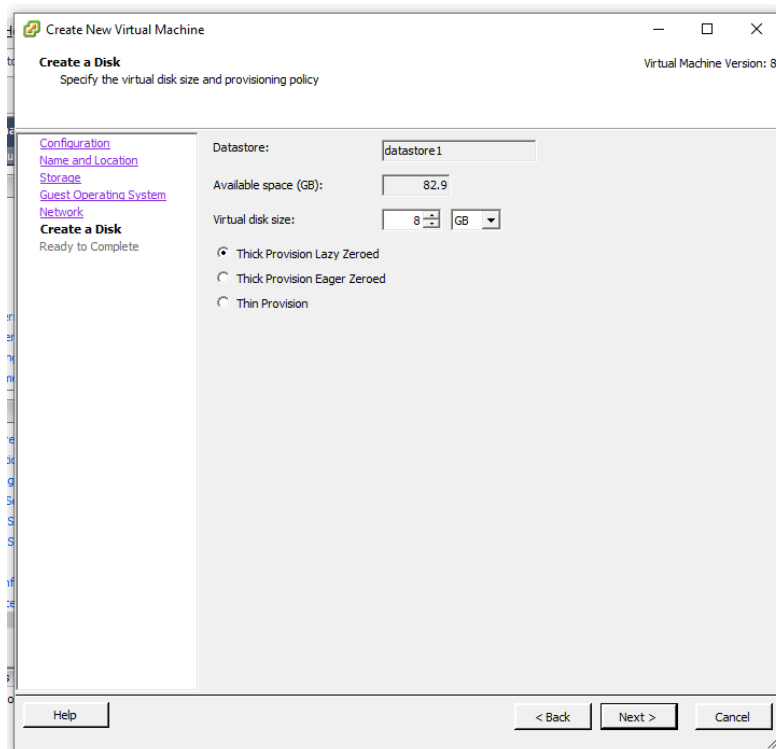 Create New Virtual Machine
Create a Disk
Specify the virtual disk size and provisioning policy
Virtual Machine Version: 8
Configuration
Name and Location
Storage
Guest Operating System
Network
Create a Disk
Ready to Complete
Datastore: datastore1
Available space (GB): 82.9
Virtual disk size: 8 GB
Thick Provision Lazy Zeroed
Thick Provision Eager Zeroed
Thin Provision
Help
< Back
Next >
Cancel